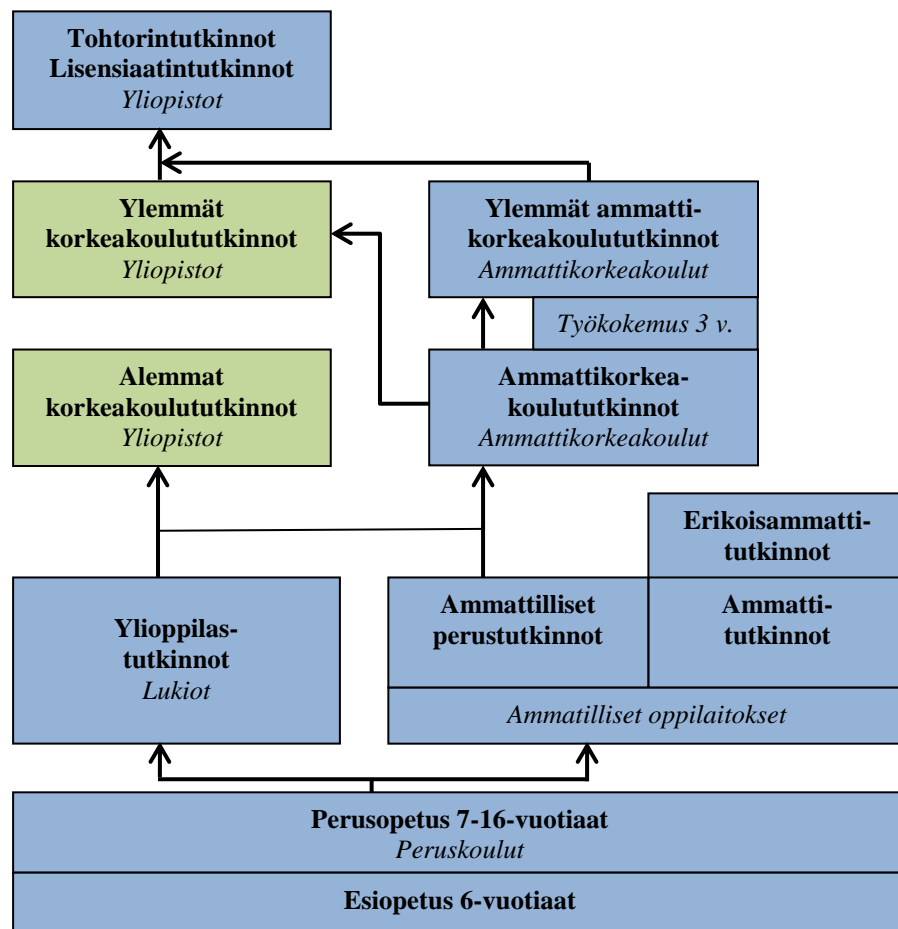 Tohtorintutkinnot
Lisensiaatintutkinnot
Yliopistot
Ylemmät
korkeakoulututkinnot
Yliopistot
Ylemmät ammatti-
korkeakoulututkinnot
Ammattikorkeakoulut
Työkokemus 3 v.
Alemmat
korkeakoulututkinnot
Yliopistot
Ammattikorkea-
koulututkinnot
Ammattikorkeakoulut
Erikoisammatti-
tutkinnot
Ylioppilas-
tutkinnot
Lukiot
Ammattilliset
perustutkinnot
Ammatti-
tutkinnot
Ammatilliset oppilaitokset
Perusopetus 7-16-vuotiaat
Peruskoulut
Esiopetus 6-vuotiaat